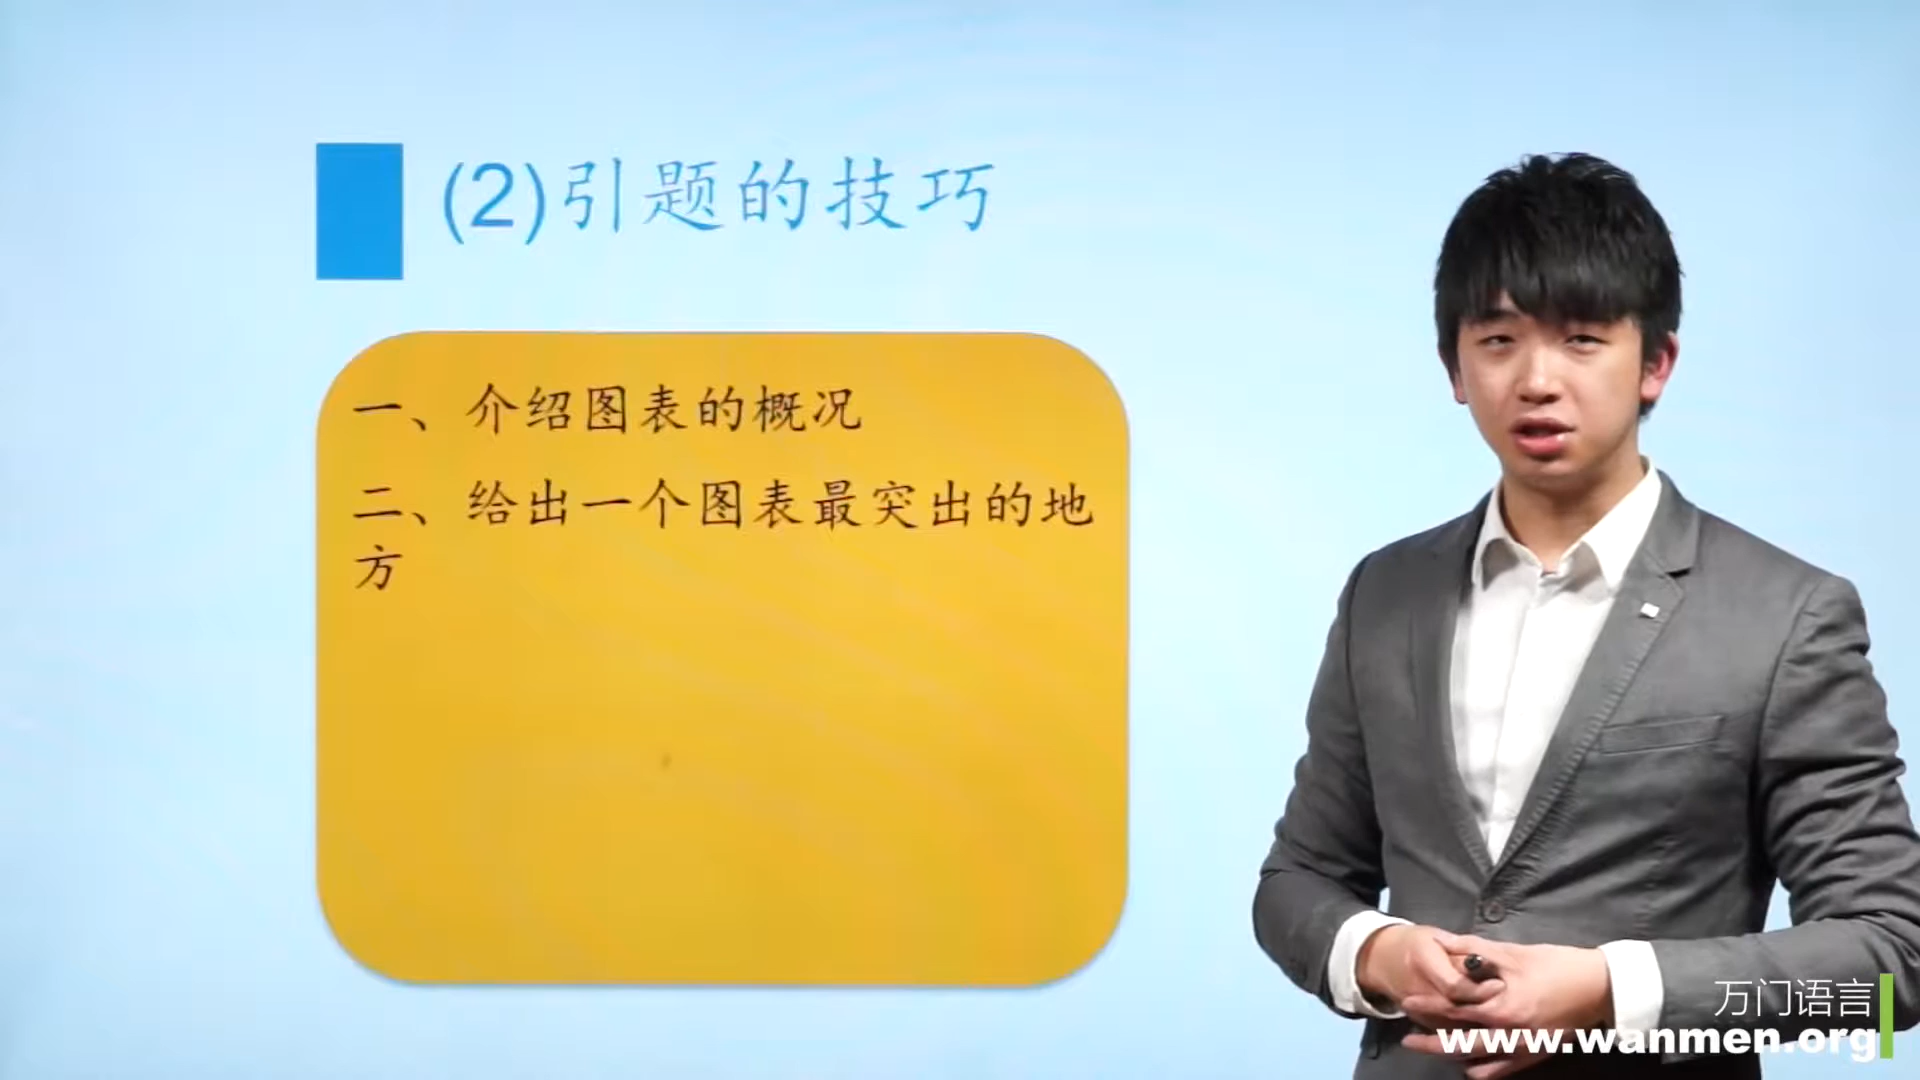 (2)引题的技巧
一、介绍图表的概况
二、给出一个图表最突出的地
方
万门语言
www.wanmen.org